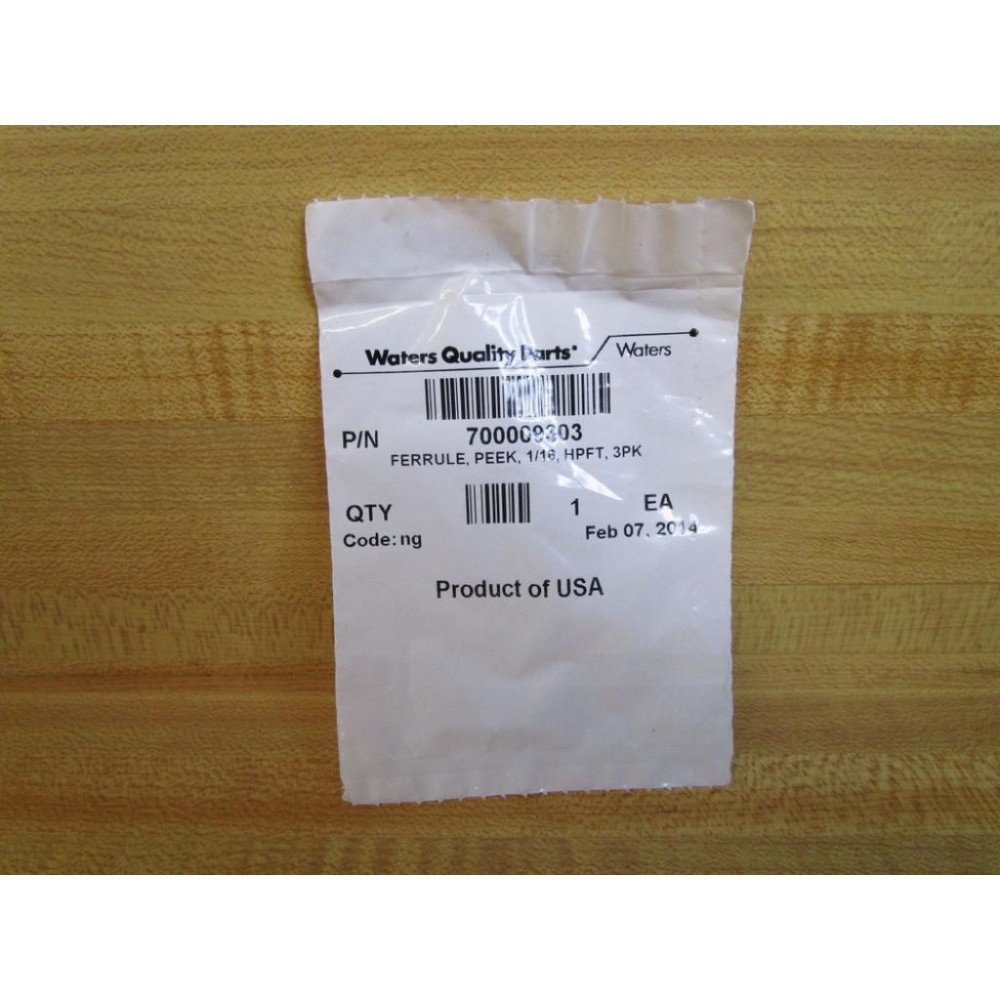 Waters Quality Parts® Waters
P/N 700009303
FERRULE, PEEK, 1/16, HPFT, 3PK
QTY 1 EA
Code: ng Feb 07, 2014
Product of USA